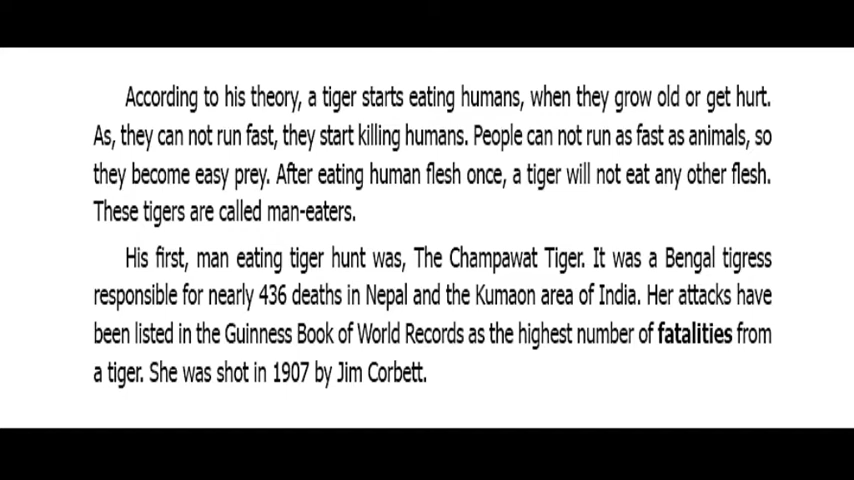 According to his theory, a tiger starts eating humans, when they grow old or get hurt.
As, they can not run fast, they start killing humans. People can not run as fast as animals, so
they become easy prey. After eating human flesh once, a tiger will not eat any other flesh.
These tigers are called man-eaters.
His first, man eating tiger hunt was, The Champawat Tiger. It was a Bengal tigress
responsible for nearly 436 deaths in Nepal and the Kumaon area of India. Her attacks have
been listed in the Guinness Book of World Records as the highest number of fatalities from
a tiger. She was shot in 1907 by Jim Corbett.